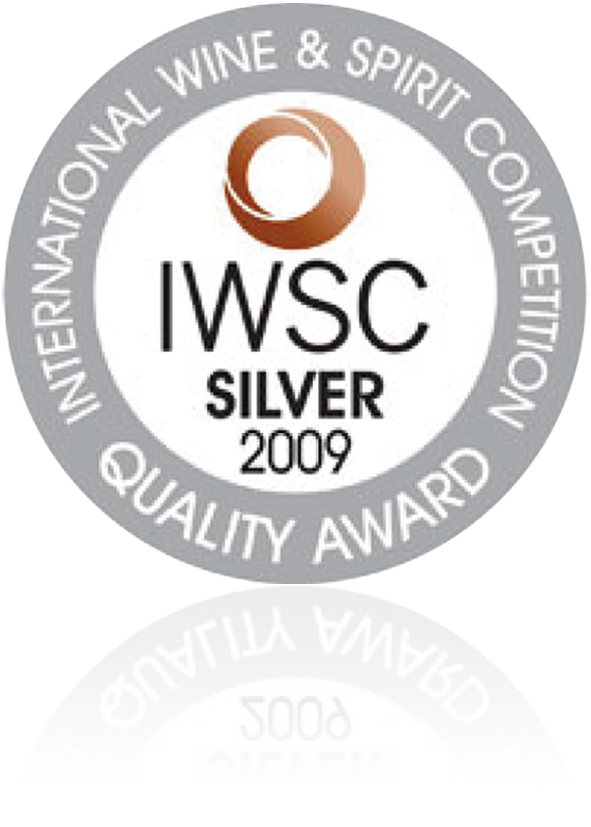 INTERNATIONAL WINE & SPIRIT COMPETITION
IWSC
SILVER
2009
QUALITY AWARD